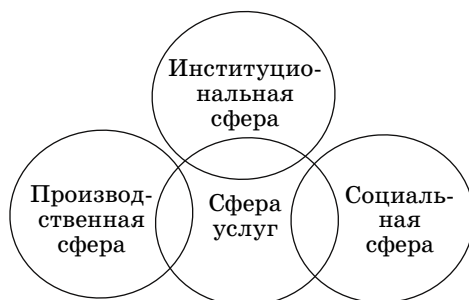 Институцио-
нальная
сфера
Производ-
ственная
сфера
Сфера
услуг
Социаль-
ная
сфера